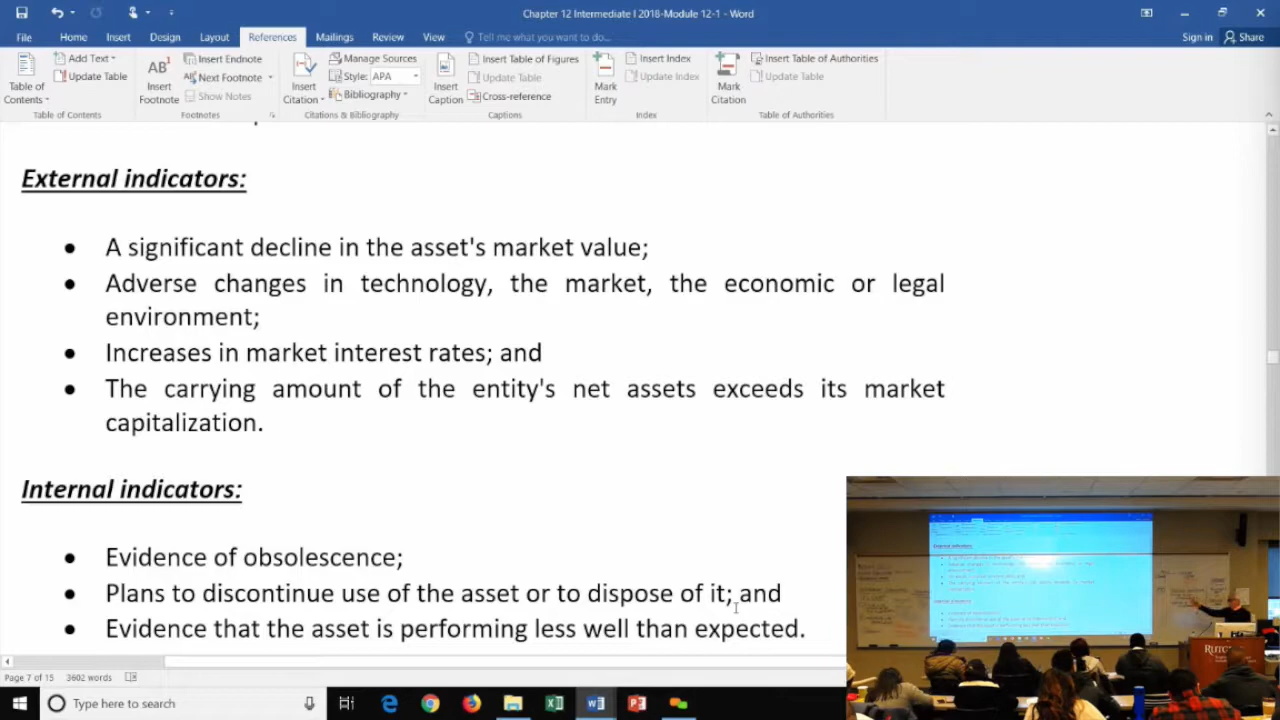 Chapter 12 Intermediate I 2018-Module 12-1 - Word
File Home Insert Design Layout References Mailings Review View Tell me what you want to do... Sign in Share
Table of Contents
Add Text
Update Table
Table of Contents
AB1
Insert Footnote
Insert Endnote
Next Footnote
Show Notes
Footnotes
Insert Citation
Manage Sources
Style: APA
Bibliography
Citations & Bibliography
Insert Caption
Insert Table of Figures
Update Table
Cross-reference
Captions
Mark Entry
Insert Index
Update Index
Index
Mark Citation
Insert Table of Authorities
Update Table
Table of Authorities
External indicators:
• A significant decline in the asset's market value;
• Adverse changes in technology, the market, the economic or legal
environment;
• Increases in market interest rates; and
• The carrying amount of the entity's net assets exceeds its market
capitalization.
Internal indicators:
• Evidence of obsolescence;
• Plans to discontinue use of the asset or to dispose of it; and
• Evidence that the asset is performing less well than expected.
Page 7 of 15 3602 words
Type here to search